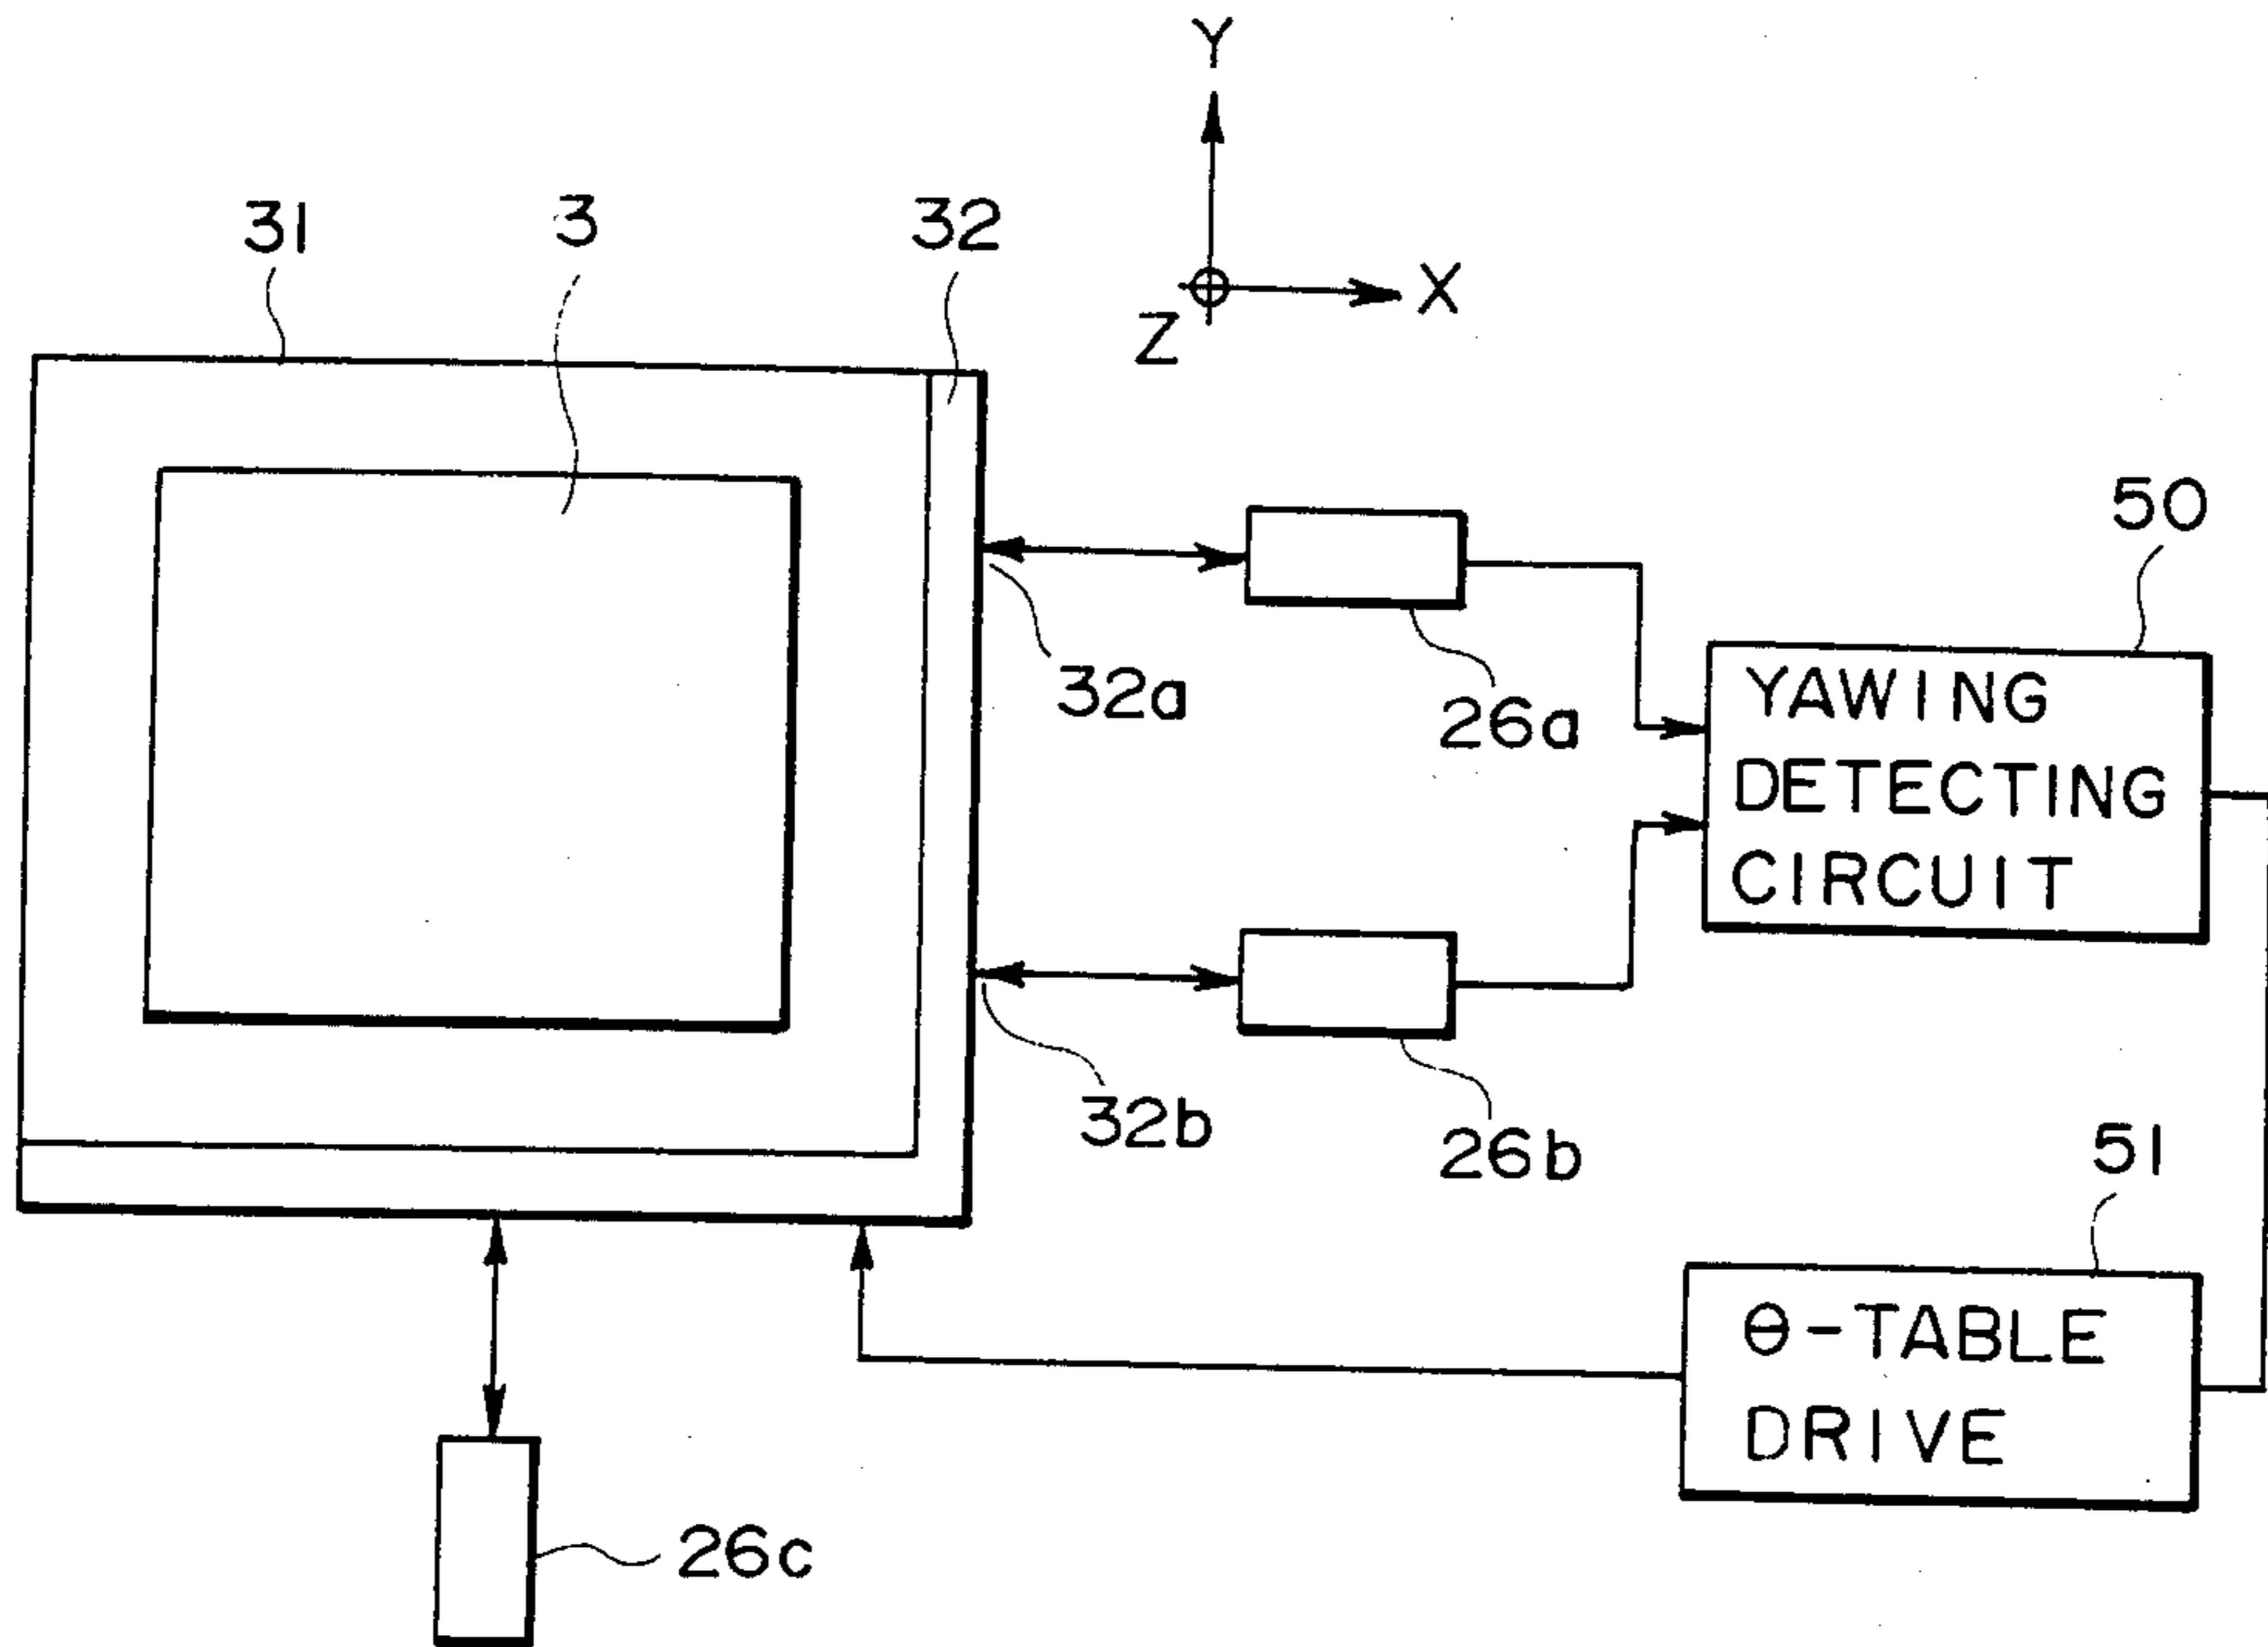 Y
X
Z
31
3
32
32a
26a
50
YAWING
DETECTING
CIRCUIT
32b
26b
51
θ-TABLE
DRIVE
26c